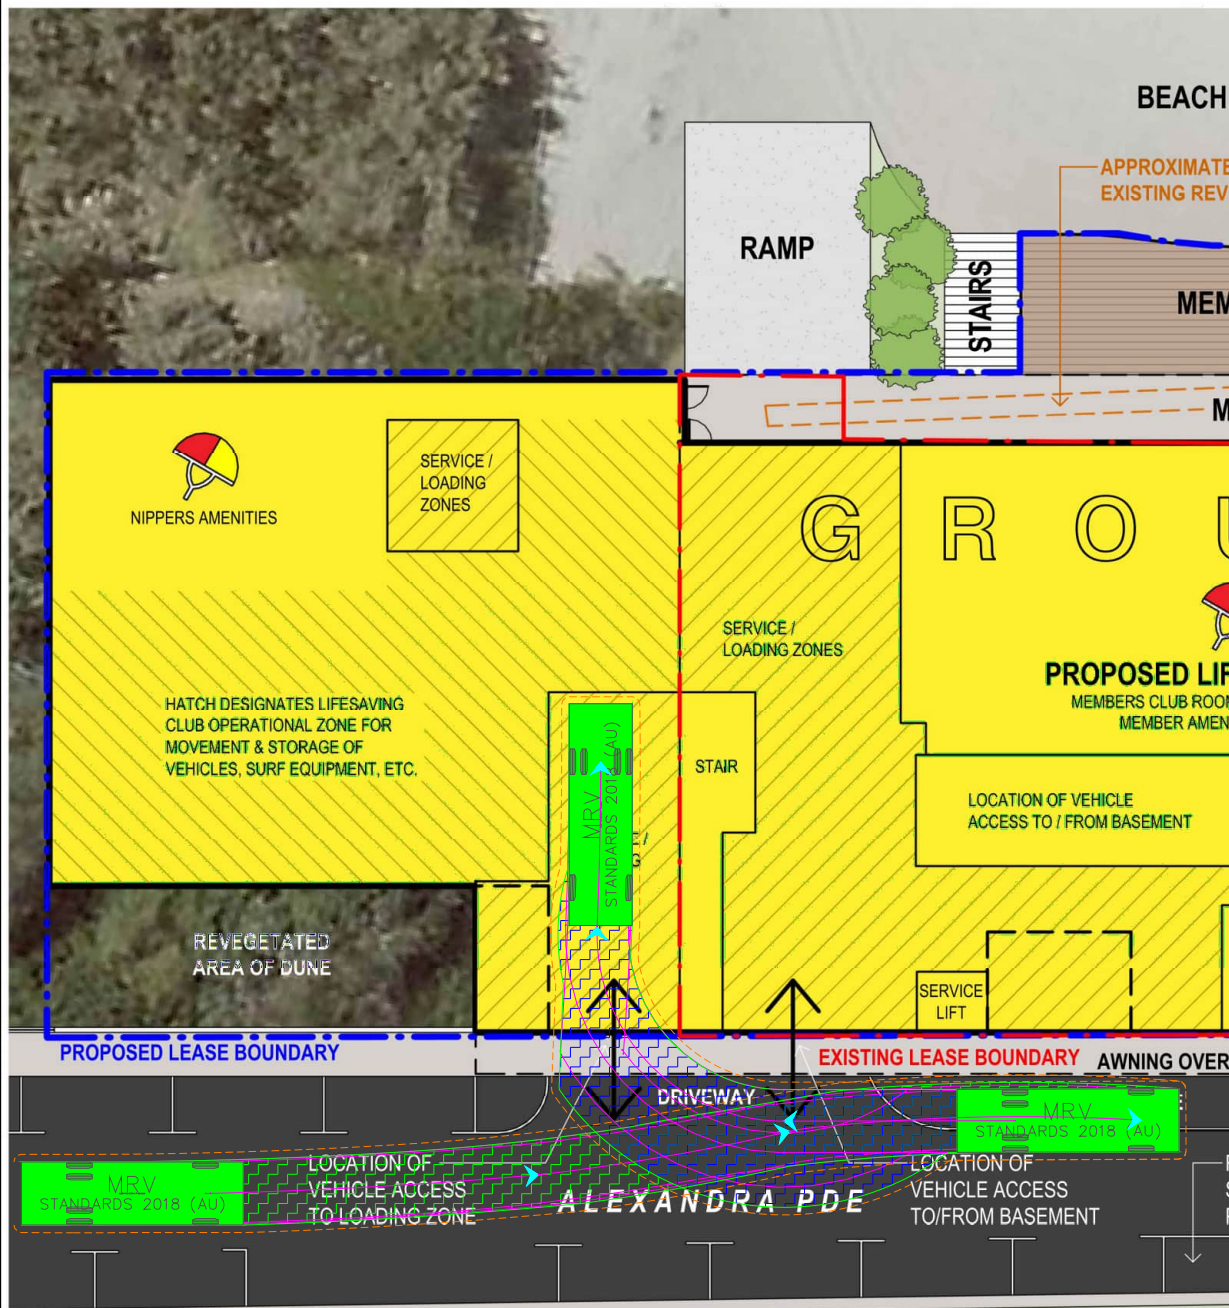 BEACH
APPROXIMATE
EXISTING REV
RAMP
STAIRS
MEM
M
SERVICE /
LOADING
ZONES
NIPPERS AMENITIES
G R O U
SERVICE /
LOADING ZONES
PROPOSED LIF
MEMBERS CLUB ROOM
MEMBER AMEN
HATCH DESIGNATES LIFESAVING
CLUB OPERATIONAL ZONE FOR
MOVEMENT & STORAGE OF
VEHICLES, SURF EQUIPMENT, ETC.
MRV
STANDARDS 2018 (AU)
E /
G
STAIR
LOCATION OF VEHICLE
ACCESS TO / FROM BASEMENT
REVEGETATED
AREA OF DUNE
SERVICE
LIFT
PROPOSED LEASE BOUNDARY
EXISTING LEASE BOUNDARY
AWNING OVER
DRIVEWAY
MRV
STANDARDS 2018 (AU)
MRV
STANDARDS 2018 (AU)
LOCATION OF
VEHICLE ACCESS
TO LOADING ZONE
ALEXANDRA PDE
LOCATION OF
VEHICLE ACCESS
TO/FROM BASEMENT